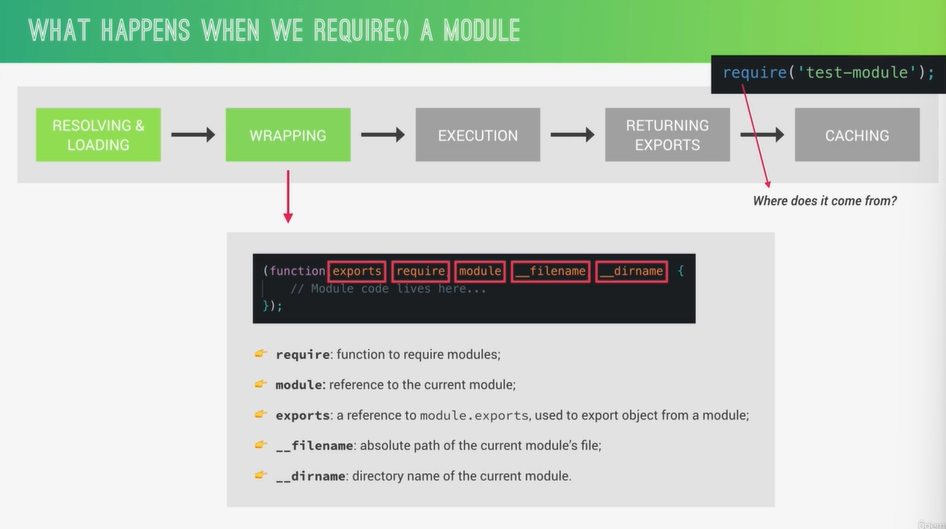 WHAT HAPPENS WHEN WE REQUIRE() A MODULE
require('test-module');
RESOLVING &
LOADING
WRAPPING
EXECUTION
RETURNING
EXPORTS
CACHING
Where does it come from?
(function exports require module __filename __dirname {
// Module code lives here...
});
👉 require: function to require modules;
👉 module: reference to the current module;
👉 exports: a reference to module.exports, used to export object from a module;
👉 __filename: absolute path of the current module's file;
👉 __dirname: directory name of the current module.